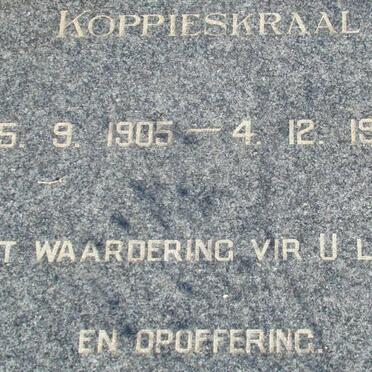 KOPPIESKRAAL
5. 9. 1905 — 4. 12. 19
T WAARDERING VIR U L
EN OPOFFERING.